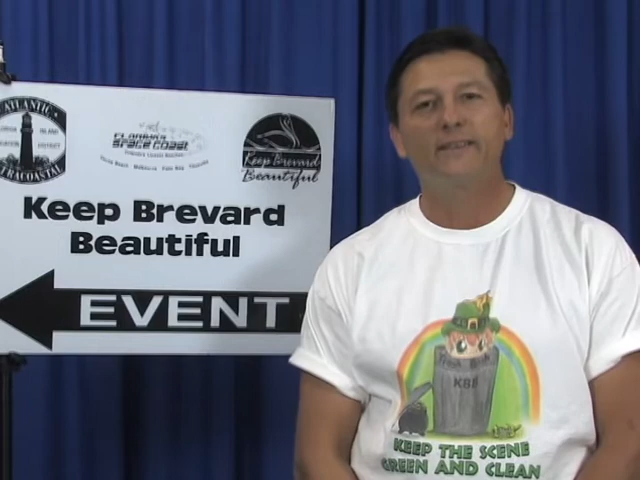 ATLANTIC
INTRACOASTAL
FLORIDA'S
SPACE COAST
Keep Brevard
Beautiful
Keep Brevard
Beautiful
EVENT
KBB
KEEP THE SCENE
GREEN AND CLEAN